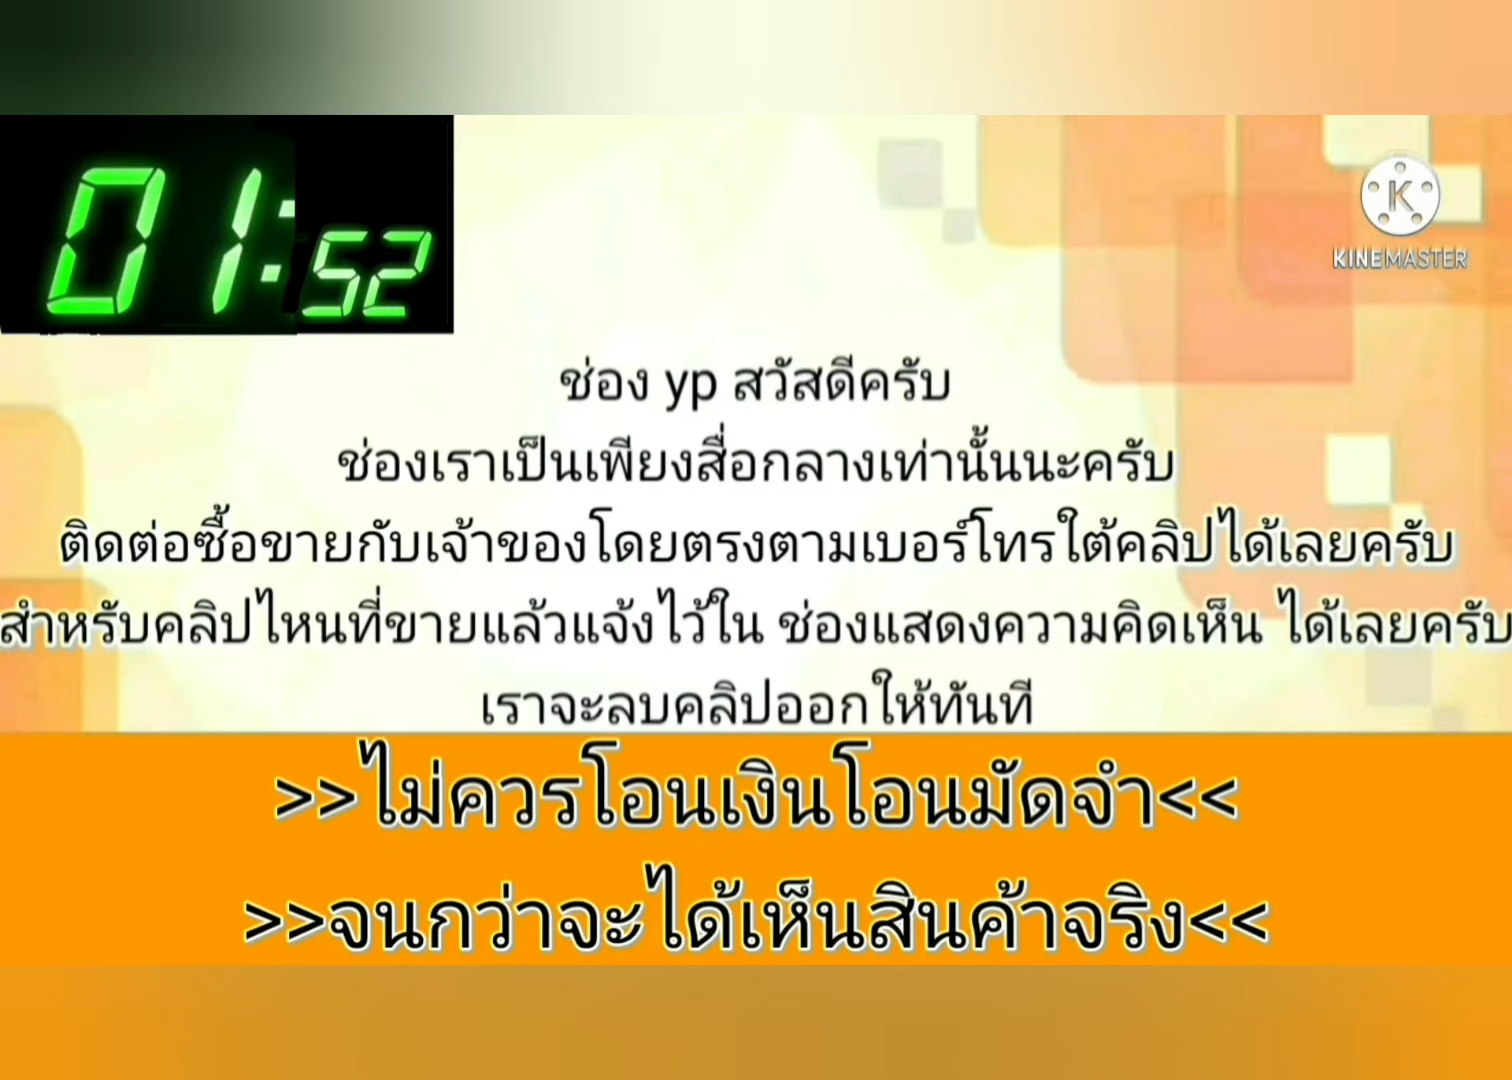 01:52
KINEMASTER
ช่อง yp สวัสดีครับ
ช่องเราเป็นเพียงสื่อกลางเท่านั้นนะครับ
ติดต่อซื้อขายกับเจ้าของโดยตรงตามเบอร์โทรใต้คลิปได้เลยครับ
สำหรับคลิปไหนที่ขายแล้วแจ้งไว้ใน ช่องแสดงความคิดเห็น ได้เลยครับ
เราจะลบคลิปออกให้ทันที
>>ไม่ควรโอนเงินโอนมัดจำ<<
>>จนกว่าจะได้เห็นสินค้าจริง<<